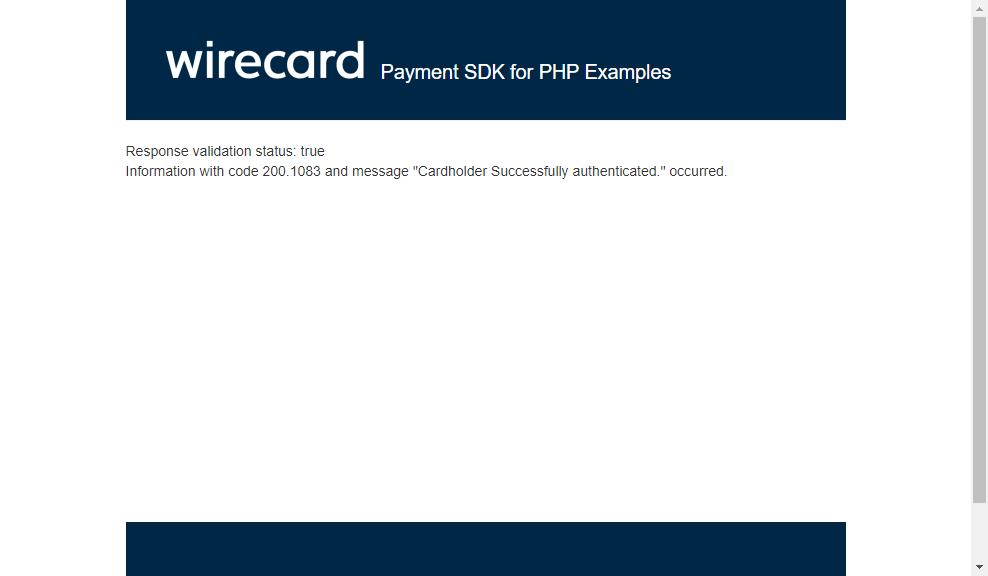 wirecard Payment SDK for PHP Examples
Response validation status: true
Information with code 200.1083 and message "Cardholder Successfully authenticated." occurred.